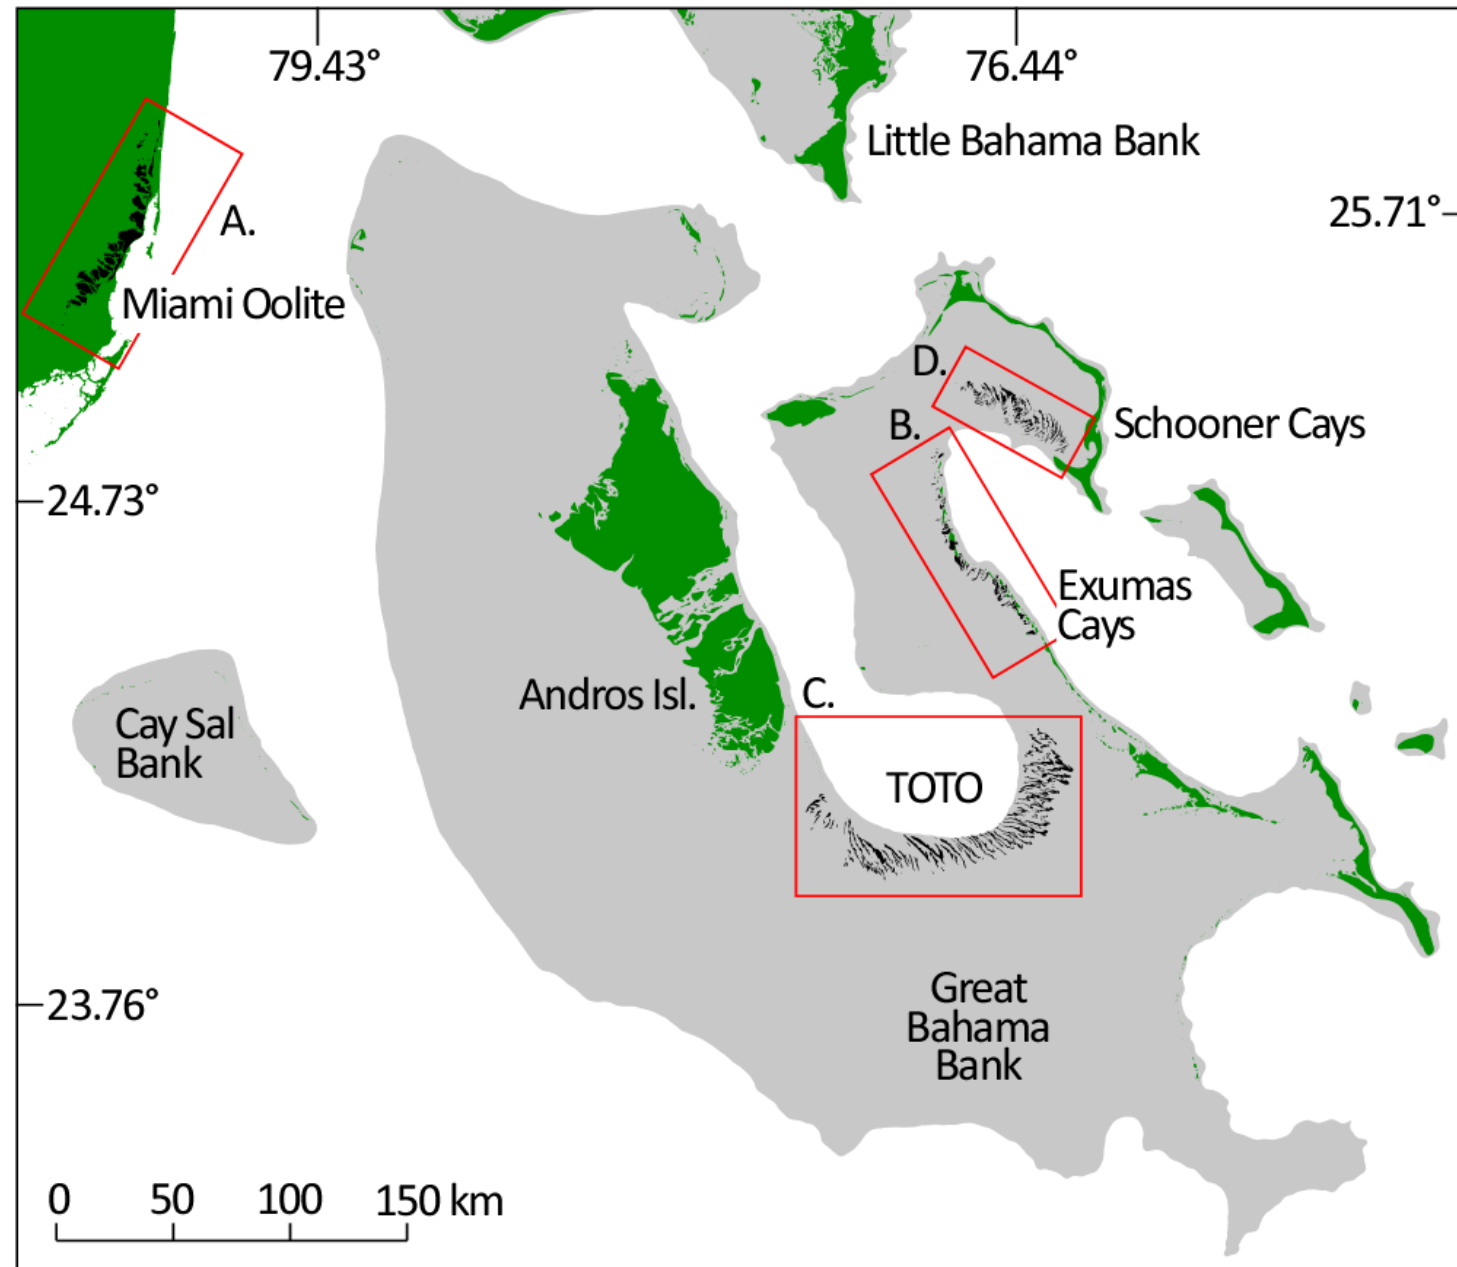 79.43°
76.44°
Little Bahama Bank
25.71°
A.
Miami Oolite
D.
B.
Schooner Cays
24.73°
Exumas
Cays
Andros Isl.
C.
Cay Sal
Bank
TOTO
23.76°
Great
Bahama
Bank
0 50 100 150 km